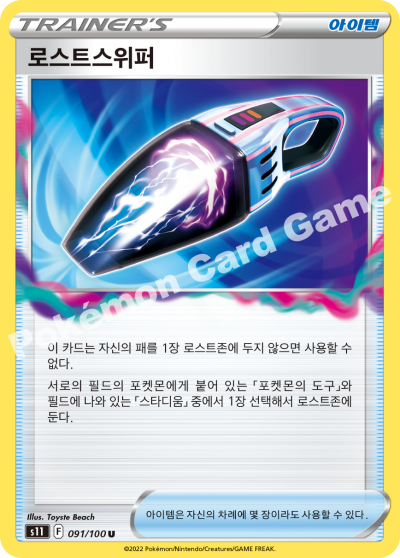 TRAINER'S 아이템
로스트스위퍼
Pokémon Card Game
이 카드는 자신의 패를 1장 로스트존에 두지 않으면 사용할 수
없다.
서로의 필드의 포켓몬에게 붙어 있는 「포켓몬의 도구」와
필드에 나와 있는 「스타디움」 중에서 1장 선택해서 로스트존에
둔다.
Illus. Toyste Beach
s11 F 091/100 U
아이템은 자신의 차례에 몇 장이라도 사용할 수 있다.
©2022 Pokémon/Nintendo/Creatures/GAME FREAK.